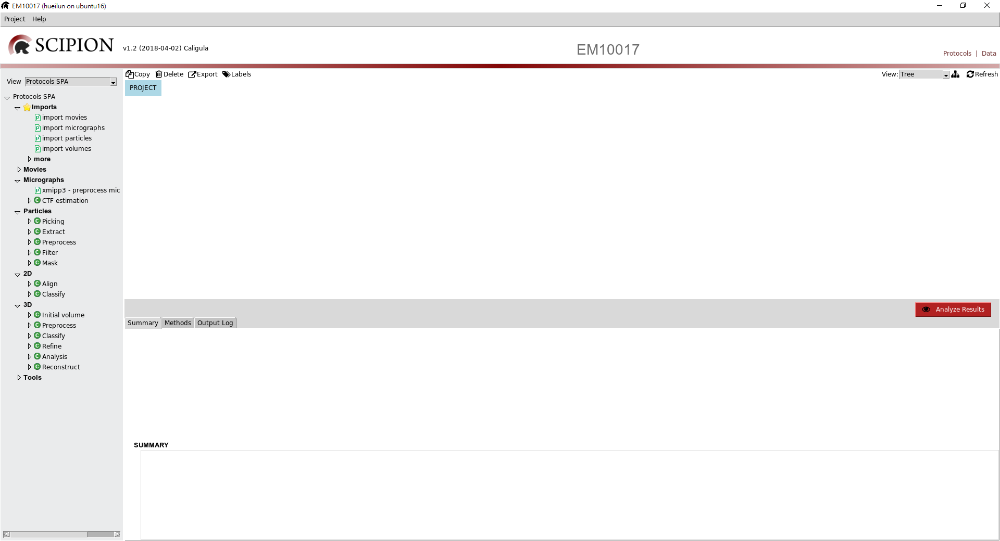 EM10017 (hueilun on ubuntu16)
Project Help
SCIPION v1.2 (2018-04-02) Caligula
EM10017
Protocols | Data
View Protocols SPA
Protocols SPA
Imports
import movies
import micrographs
import particles
import volumes
more
Movies
Micrographs
xmipp3 - preprocess mic
CTF estimation
Particles
Picking
Extract
Preprocess
Filter
Mask
2D
Align
Classify
3D
Initial volume
Preprocess
Classify
Refine
Analysis
Reconstruct
Tools
Copy Delete Export Labels
View: Tree Refresh
PROJECT
Analyze Results
Summary Methods Output Log
SUMMARY